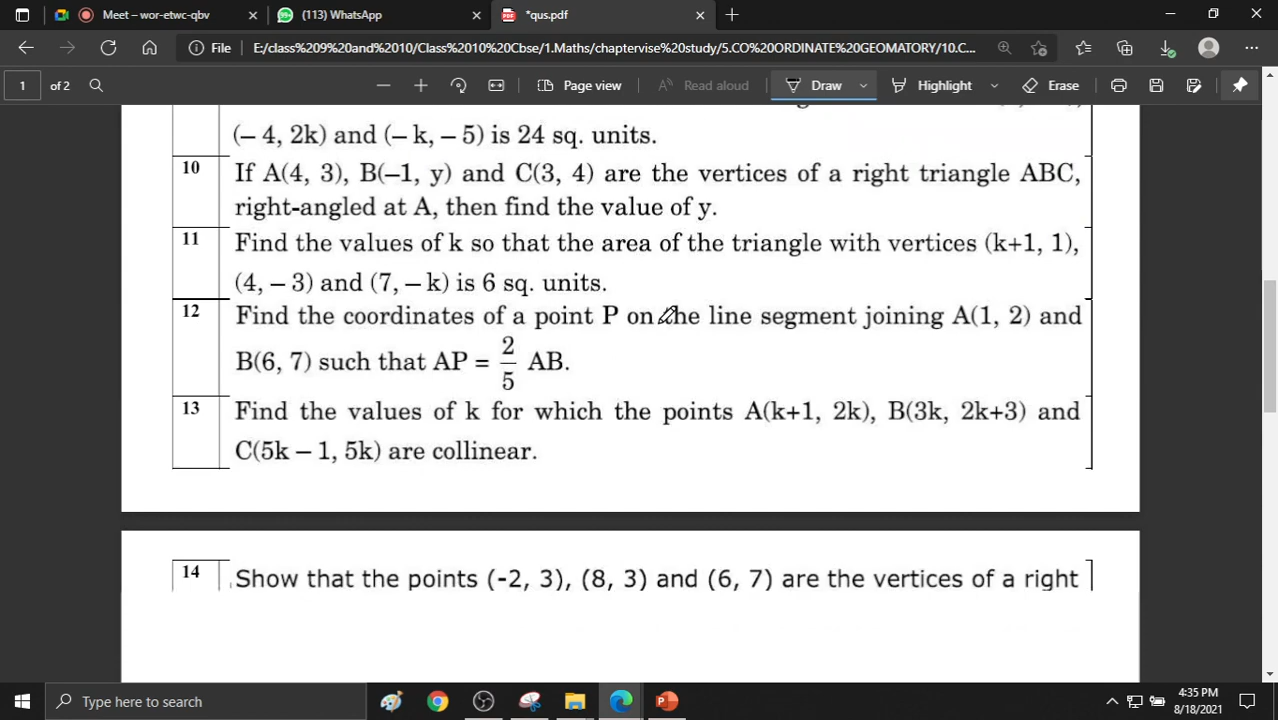 Meet – wor-etwc-qbv
(113) WhatsApp
*qus.pdf
File
E:/class%209%20and%2010/Class%2010%20Cbse/1.Maths/chaptervise%20study/5.CO%20ORDINATE%20GEOMATORY/10.C...
1 of 2
Page view
Read aloud
Draw
Highlight
Erase
(– 4, 2k) and (– k, – 5) is 24 sq. units.
10 If A(4, 3), B(–1, y) and C(3, 4) are the vertices of a right triangle ABC,
right-angled at A, then find the value of y.
11 Find the values of k so that the area of the triangle with vertices (k+1, 1),
(4, – 3) and (7, – k) is 6 sq. units.
12 Find the coordinates of a point P on the line segment joining A(1, 2) and
B(6, 7) such that AP = 2/5 AB.
13 Find the values of k for which the points A(k+1, 2k), B(3k, 2k+3) and
C(5k – 1, 5k) are collinear.
14 Show that the points (-2, 3), (8, 3) and (6, 7) are the vertices of a right
Type here to search
4:35 PM
8/18/2021